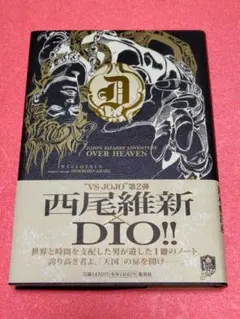 D
JOJO'S BIZARRE ADVENTURE
OVER HEAVEN
"VS JOJO"第2弾
西尾維新
×
DIO!!
世界と時間を支配した男が遺した1冊のノート
誇り高き者よ、「天国」の扉を開け――